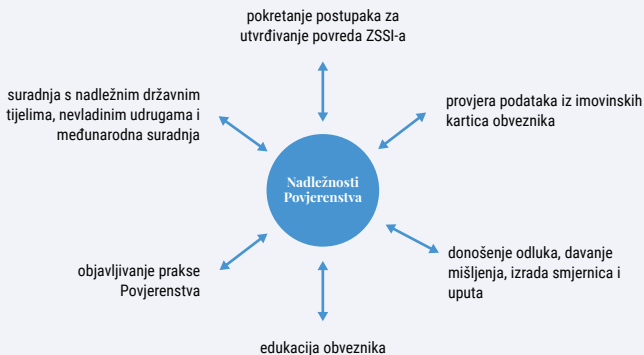 pokretanje postupaka za
utvrđivanje povreda ZSSI-a
suradnja s nadležnim državnim
tijelima, nevladinim udrugama i
međunarodna suradnja
provjera podataka iz imovinskih
kartica obveznika
Nadležnosti
Povjerenstva
objavljivanje prakse
Povjerenstva
donošenje odluka, davanje
mišljenja, izrada smjernica i
uputa
edukacija obveznika